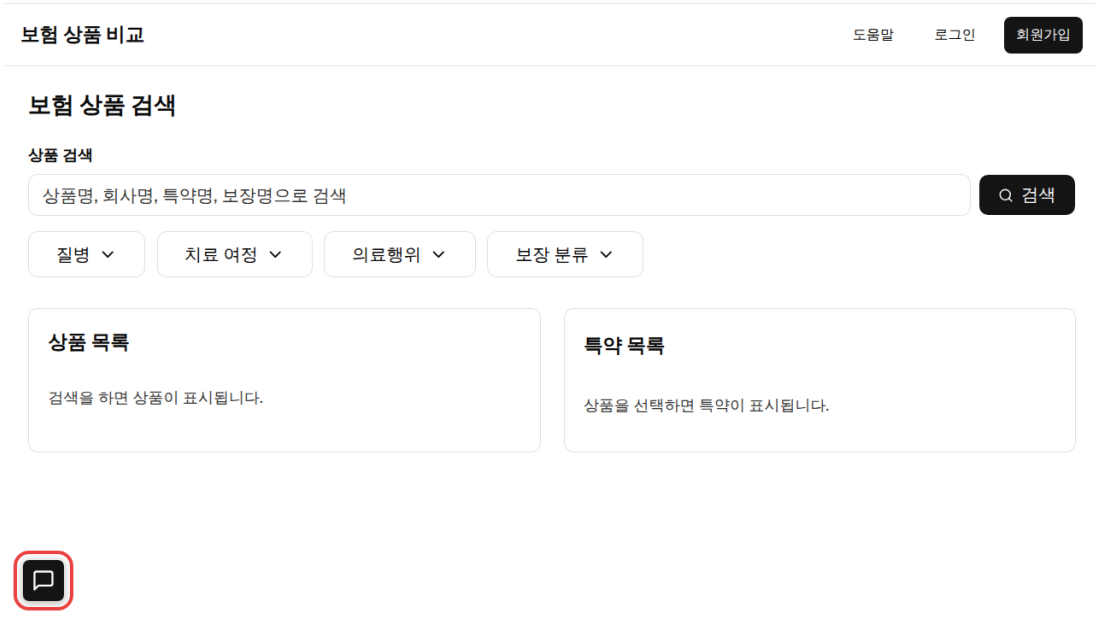 보험 상품 비교
도움말 로그인 회원가입
보험 상품 검색
상품 검색
상품명, 회사명, 특약명, 보장명으로 검색 검색
질병 치료 여정 의료행위 보장 분류
상품 목록
검색을 하면 상품이 표시됩니다.
특약 목록
상품을 선택하면 특약이 표시됩니다.